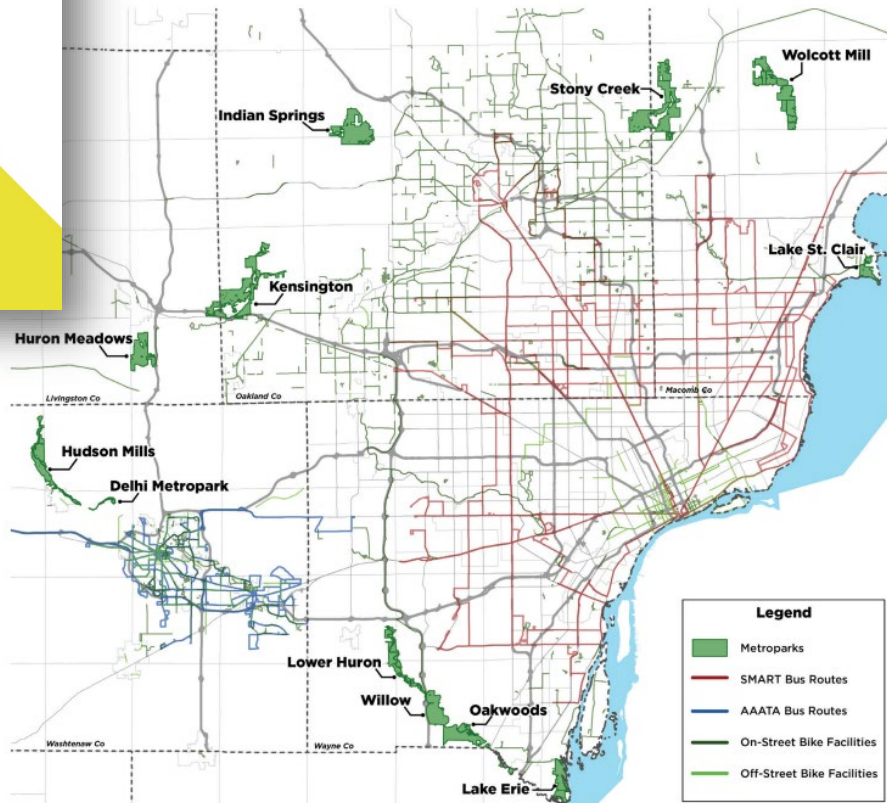 Wolcott Mill
Stony Creek
Indian Springs
Lake St. Clair
Kensington
Huron Meadows
Livingston Co
Oakland Co
Macomb Co
Hudson Mills
Delhi Metropark
Lower Huron
Willow
Oakwoods
Washtenaw Co
Wayne Co
Lake Erie
Legend
Metroparks
SMART Bus Routes
AAATA Bus Routes
On-Street Bike Facilities
Off-Street Bike Facilities